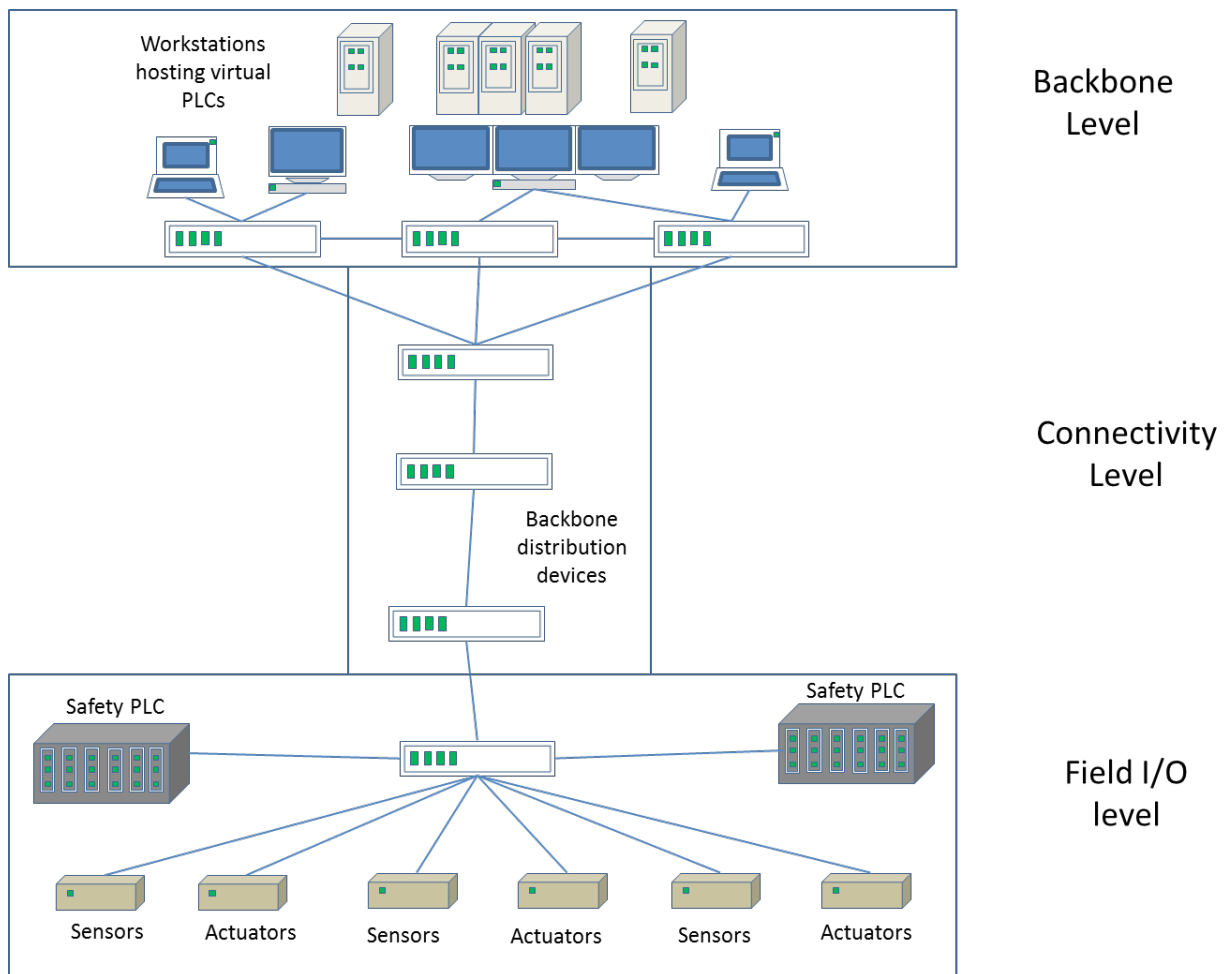 Workstations
hosting virtual
PLCs
Backbone
Level
Connectivity
Level
Backbone
distribution
devices
Safety PLC
Safety PLC
Field I/O
level
Sensors
Actuators
Sensors
Actuators
Sensors
Actuators